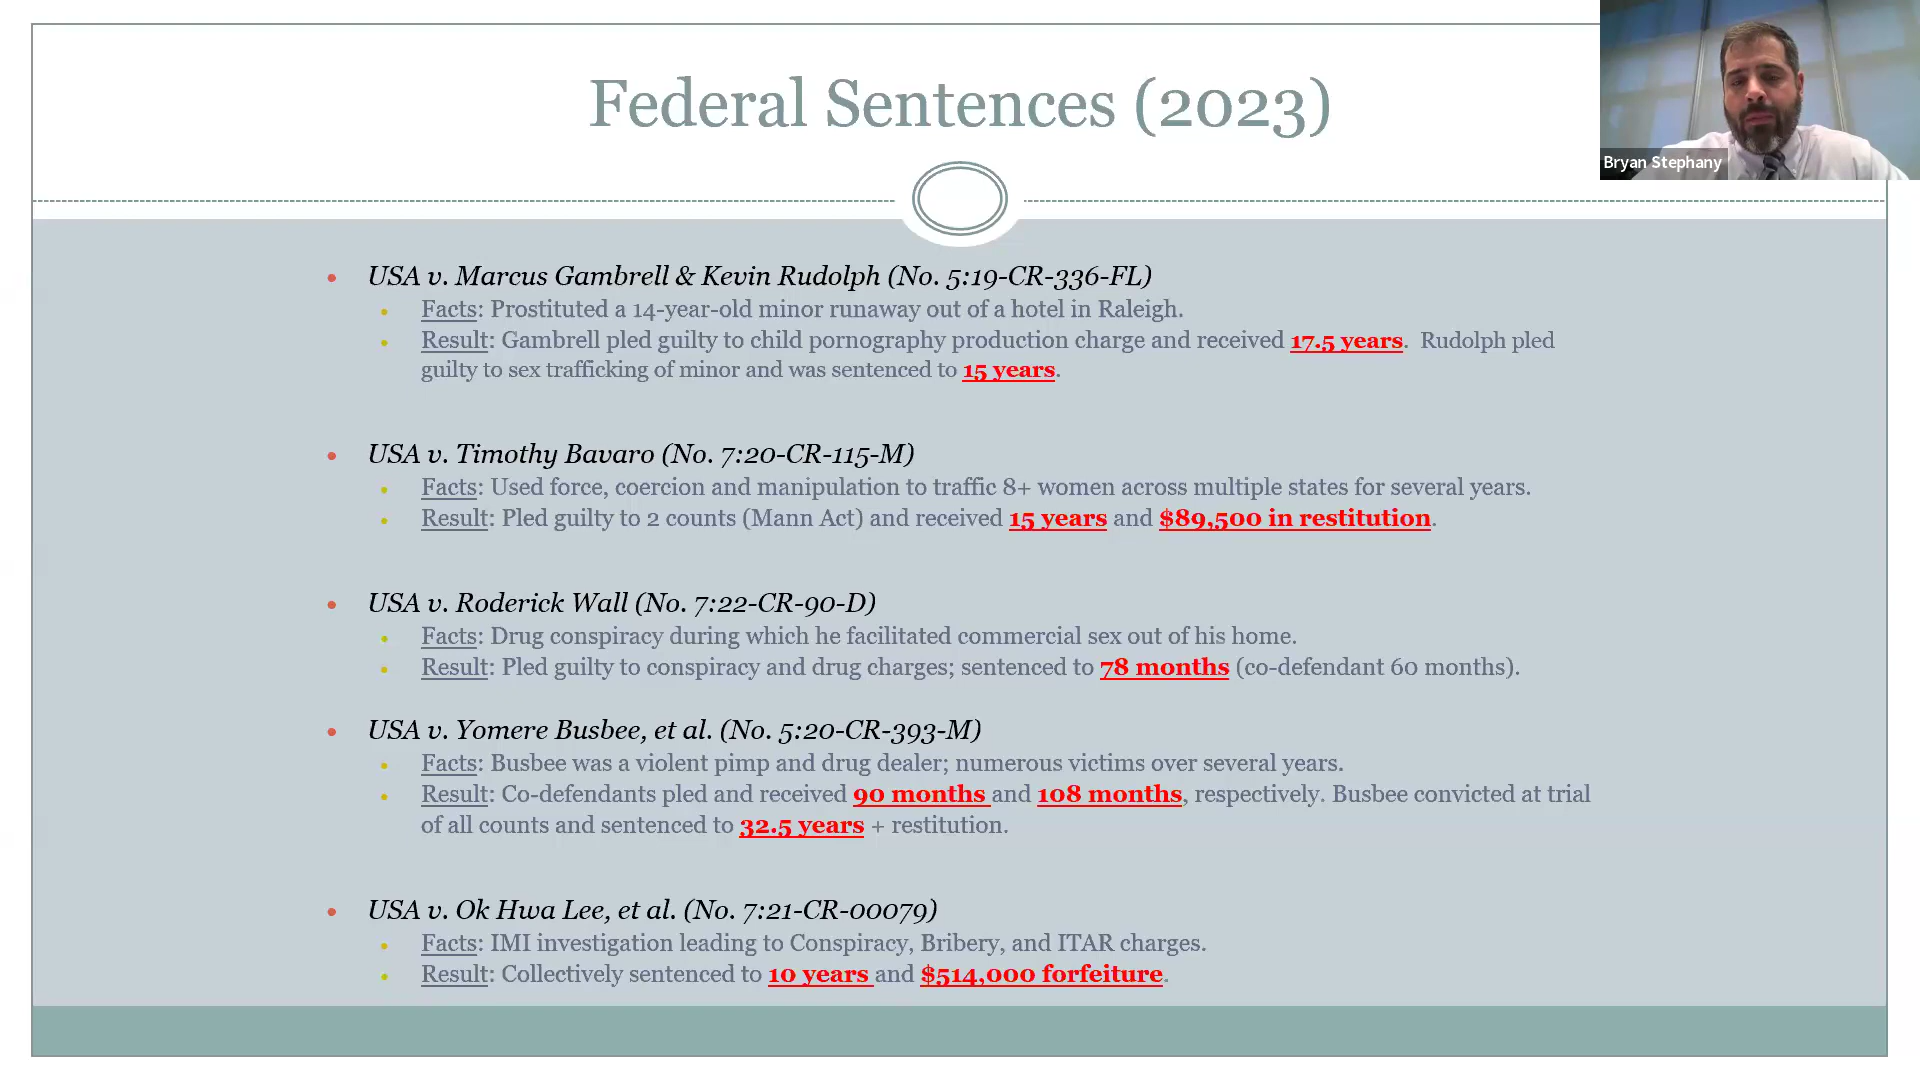 Federal Sentences (2023)
Bryan Stephany
• USA v. Marcus Gambrell & Kevin Rudolph (No. 5:19-CR-336-FL)
• Facts: Prostituted a 14-year-old minor runaway out of a hotel in Raleigh.
• Result: Gambrell pled guilty to child pornography production charge and received 17.5 years. Rudolph pled
guilty to sex trafficking of minor and was sentenced to 15 years.
• USA v. Timothy Bavaro (No. 7:20-CR-115-M)
• Facts: Used force, coercion and manipulation to traffic 8+ women across multiple states for several years.
• Result: Pled guilty to 2 counts (Mann Act) and received 15 years and $89,500 in restitution.
• USA v. Roderick Wall (No. 7:22-CR-90-D)
• Facts: Drug conspiracy during which he facilitated commercial sex out of his home.
• Result: Pled guilty to conspiracy and drug charges; sentenced to 78 months (co-defendant 60 months).
• USA v. Yomere Busbee, et al. (No. 5:20-CR-393-M)
• Facts: Busbee was a violent pimp and drug dealer; numerous victims over several years.
• Result: Co-defendants pled and received 90 months and 108 months, respectively. Busbee convicted at trial
of all counts and sentenced to 32.5 years + restitution.
• USA v. Ok Hwa Lee, et al. (No. 7:21-CR-00079)
• Facts: IMI investigation leading to Conspiracy, Bribery, and ITAR charges.
• Result: Collectively sentenced to 10 years and $514,000 forfeiture.